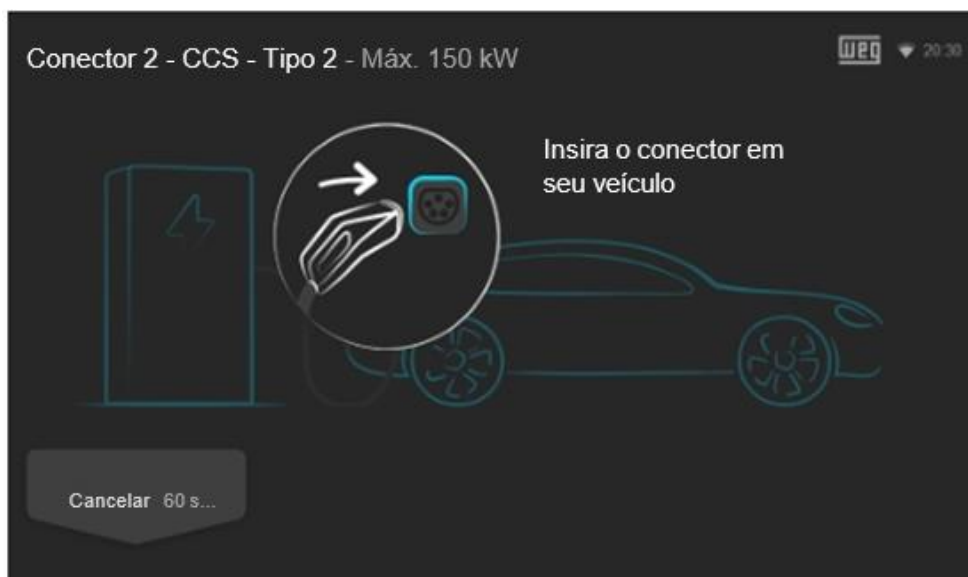 Conector 2 - CCS - Tipo 2 - Máx. 150 kW
weg 20:30
Insira o conector em
seu veículo
Cancelar 60 s...